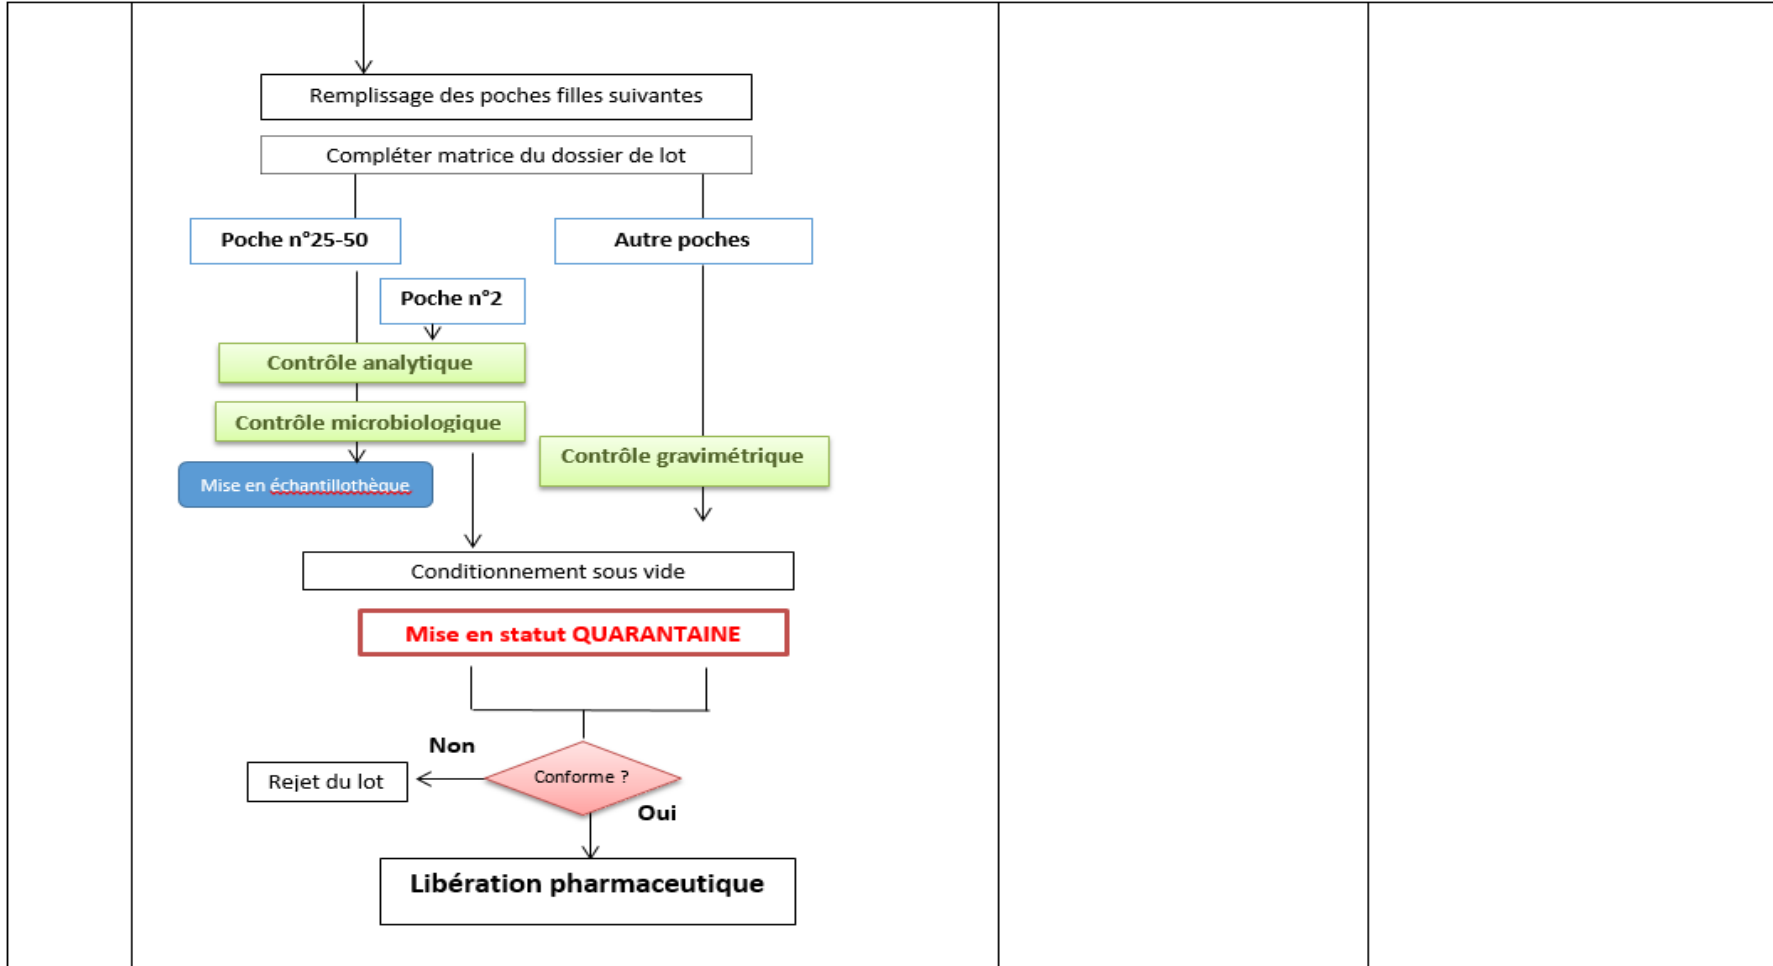 Remplissage des poches filles suivantes
Compléter matrice du dossier de lot
Poche n°25-50
Autre poches
Poche n°2
Contrôle analytique
Contrôle microbiologique
Contrôle gravimétrique
Mise en échantillothèque
Conditionnement sous vide
Mise en statut QUARANTAINE
Non
Conforme ?
Rejet du lot
Oui
Libération pharmaceutique